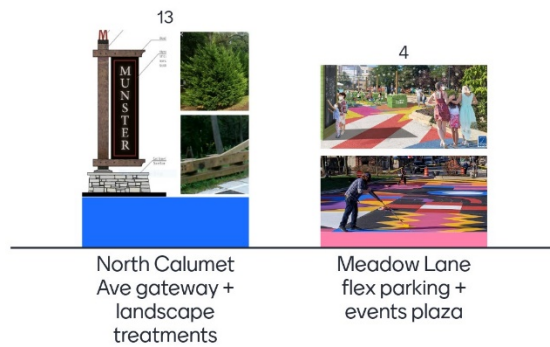 13
4
M
MUNSTER
North Calumet
Ave gateway +
landscape
treatments
Meadow Lane
flex parking +
events plaza